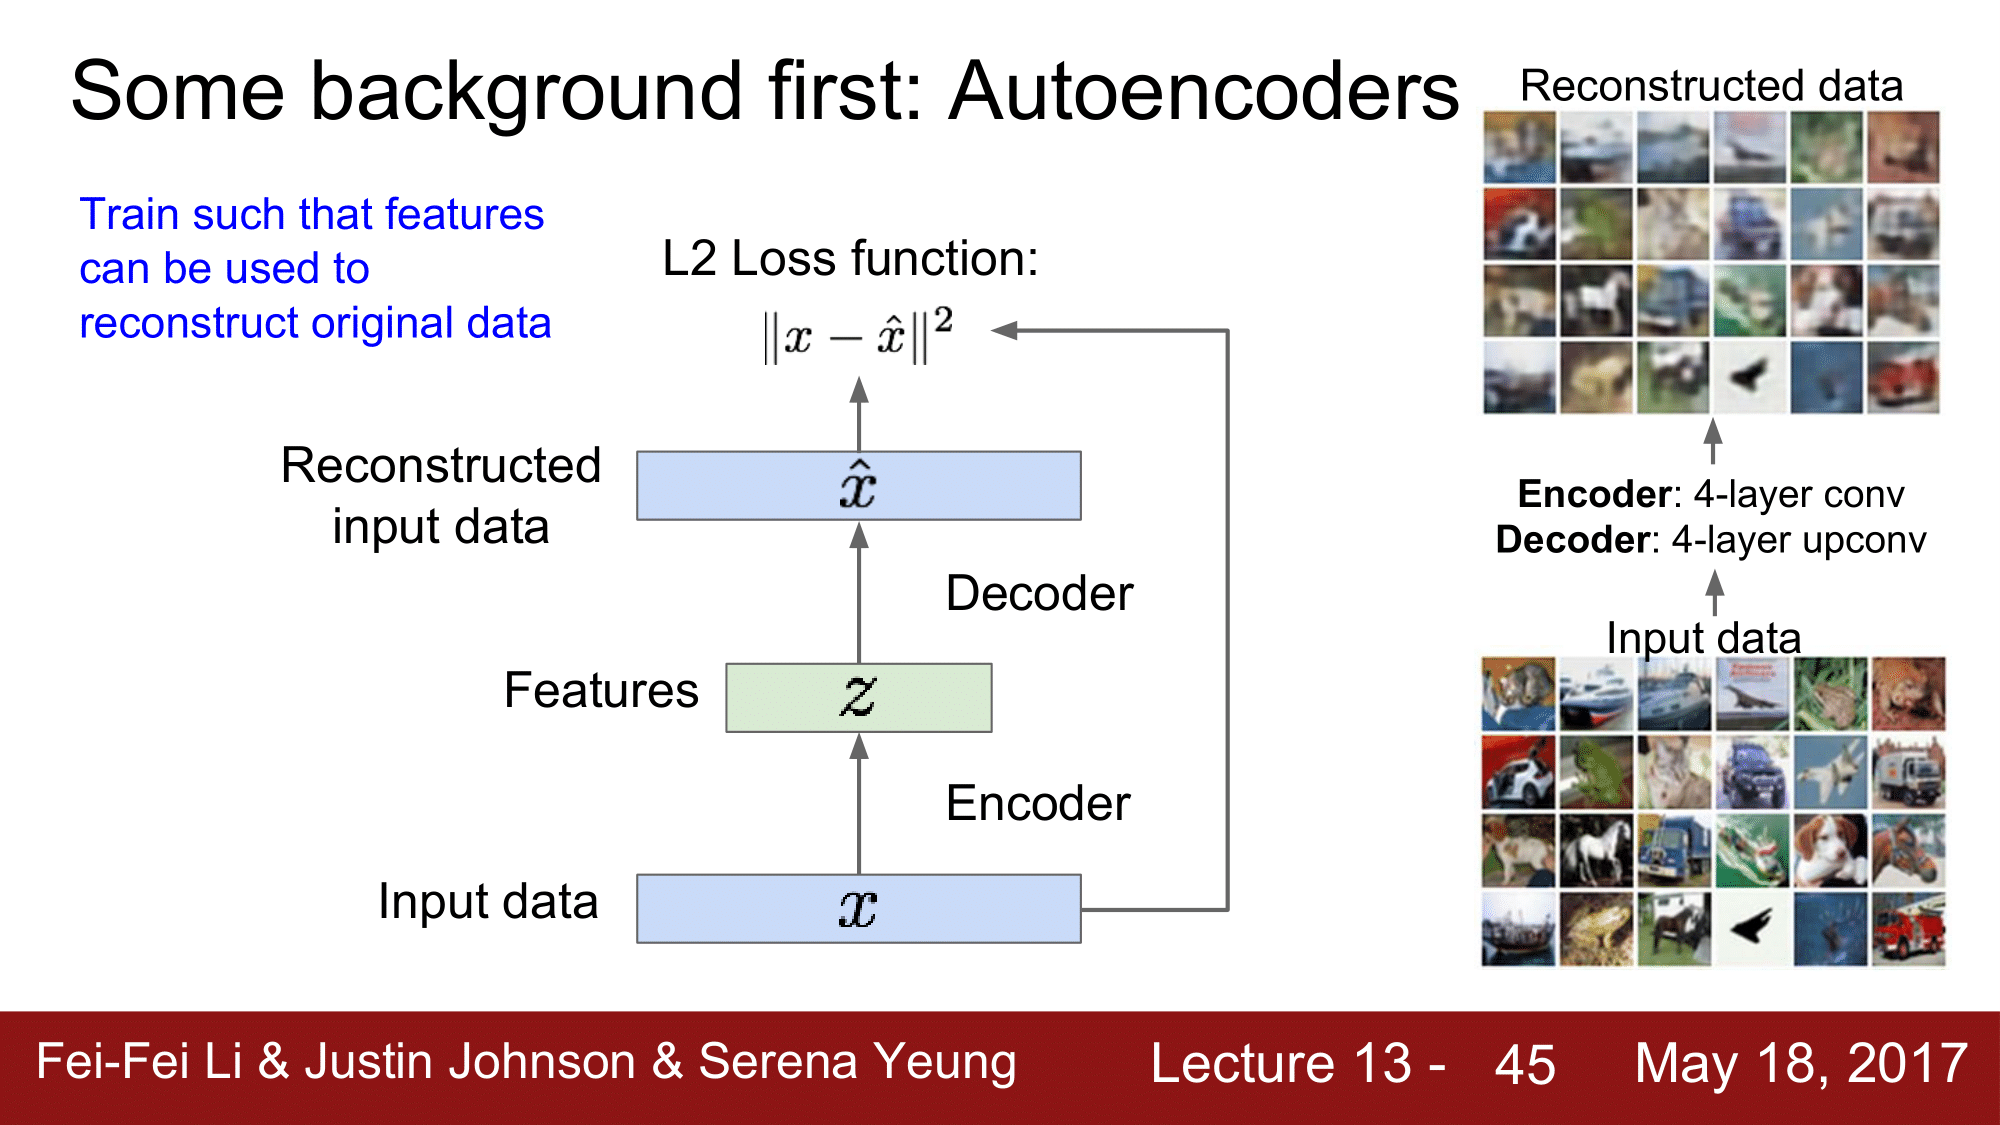 Some background first: Autoencoders
Train such that features
can be used to
reconstruct original data
L2 Loss function:
‖x − x̂‖²
Reconstructed
input data
x̂
Decoder
Features
z
Encoder
Input data
x
Reconstructed data
Encoder: 4-layer conv
Decoder: 4-layer upconv
Input data
Fei-Fei Li & Justin Johnson & Serena Yeung
Lecture 13 - 45
May 18, 2017